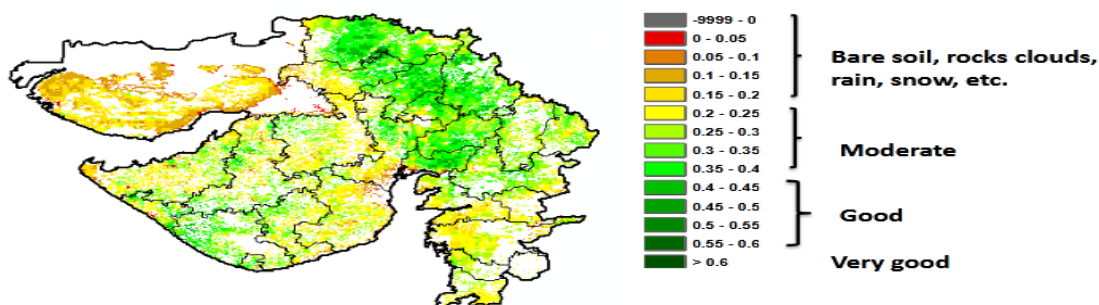 -9999 - 0
0 - 0.05
0.05 - 0.1
0.1 - 0.15
0.15 - 0.2
0.2 - 0.25
0.25 - 0.3
0.3 - 0.35
0.35 - 0.4
0.4 - 0.45
0.45 - 0.5
0.5 - 0.55
0.55 - 0.6
> 0.6
Bare soil, rocks clouds,
rain, snow, etc.
Moderate
Good
Very good